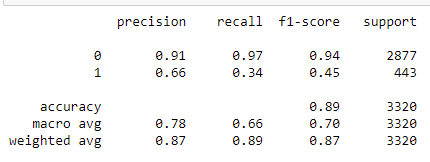 precision recall f1-score support
0 0.91 0.97 0.94 2877
1 0.66 0.34 0.45 443
accuracy 0.89 3320
macro avg 0.78 0.66 0.70 3320
weighted avg 0.87 0.89 0.87 3320